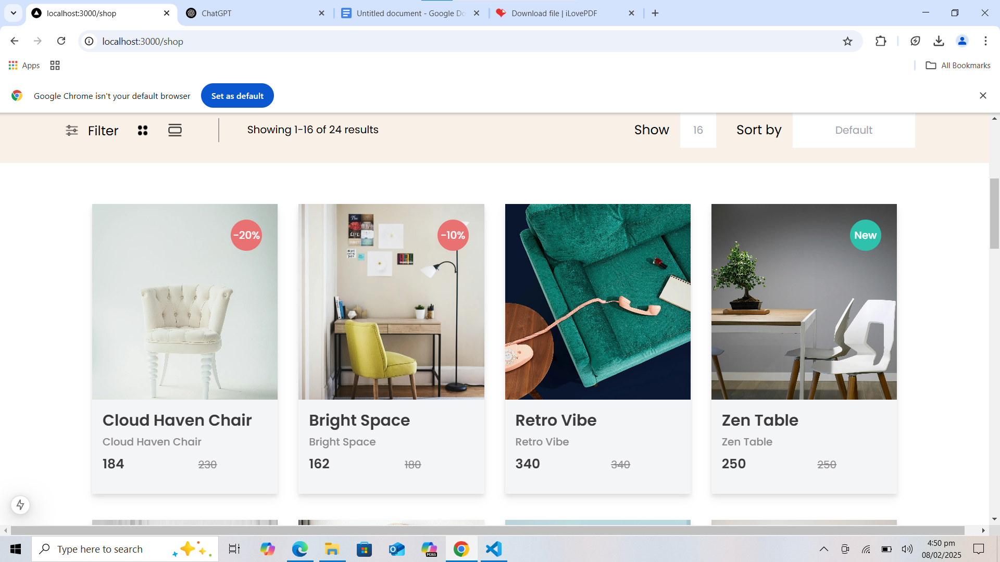 localhost:3000/shop
ChatGPT
Untitled document - Google Do
Download file | iLovePDF
localhost:3000/shop
Apps
All Bookmarks
Google Chrome isn't your default browser
Set as default
Filter
Showing 1-16 of 24 results
Show
16
Sort by
Default
-20%
-10%
New
The
LIFE
Cloud Haven Chair
Bright Space
Retro Vibe
Zen Table
Cloud Haven Chair
Bright Space
Retro Vibe
Zen Table
184
230
162
180
340
340
250
250
Type here to search
M365
4:50 pm
08/02/2025